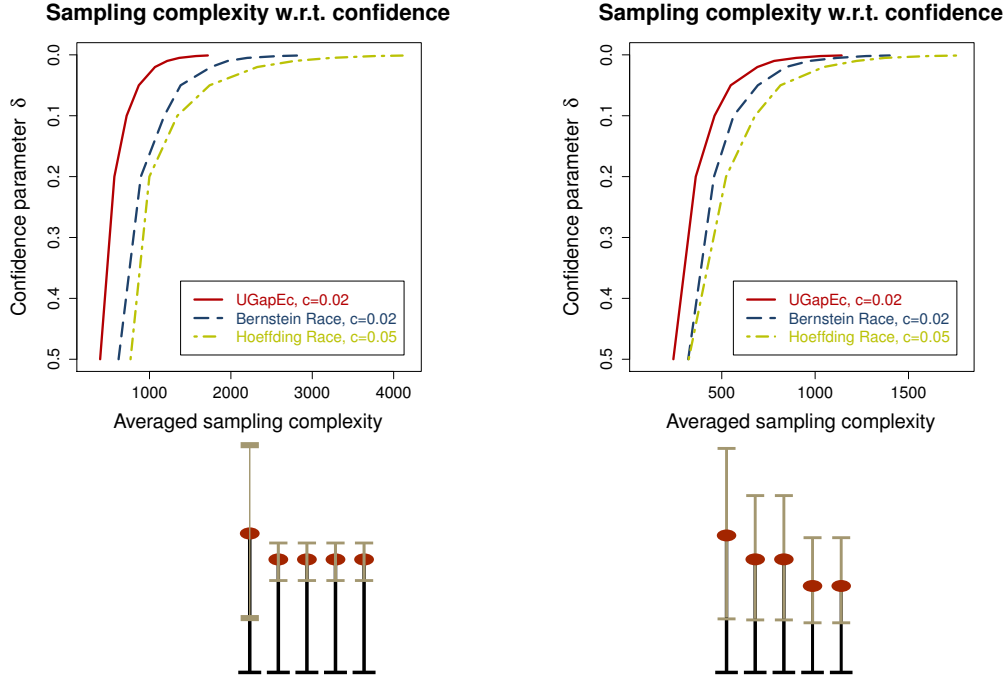 Sampling complexity w.r.t. confidence
Confidence parameter δ
0.0
0.1
0.2
0.3
0.4
0.5
UGapEc, c=0.02
Bernstein Race, c=0.02
Hoeffding Race, c=0.05
1000 2000 3000 4000
Averaged sampling complexity
Sampling complexity w.r.t. confidence
Confidence parameter δ
0.0
0.1
0.2
0.3
0.4
0.5
UGapEc, c=0.02
Bernstein Race, c=0.02
Hoeffding Race, c=0.05
500 1000 1500
Averaged sampling complexity